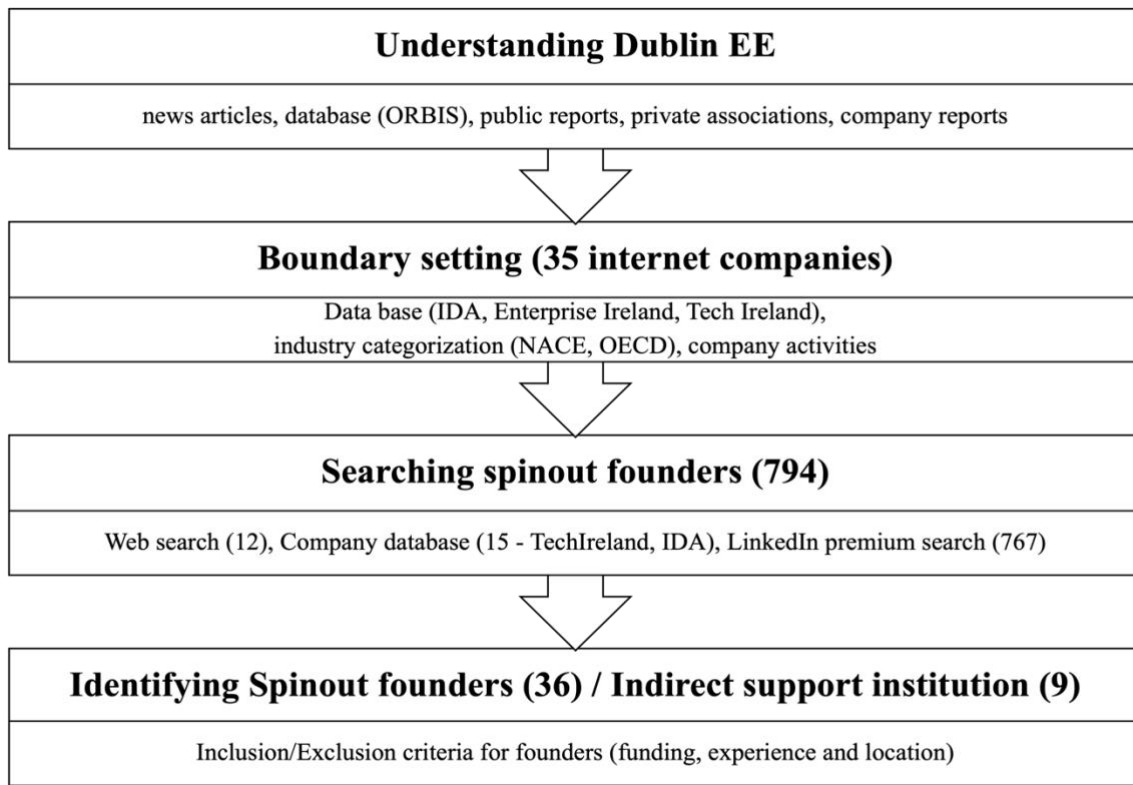 Understanding Dublin EE
news articles, database (ORBIS), public reports, private associations, company reports
Boundary setting (35 internet companies)
Data base (IDA, Enterprise Ireland, Tech Ireland),
industry categorization (NACE, OECD), company activities
Searching spinout founders (794)
Web search (12), Company database (15 - TechIreland, IDA), LinkedIn premium search (767)
Identifying Spinout founders (36) / Indirect support institution (9)
Inclusion/Exclusion criteria for founders (funding, experience and location)